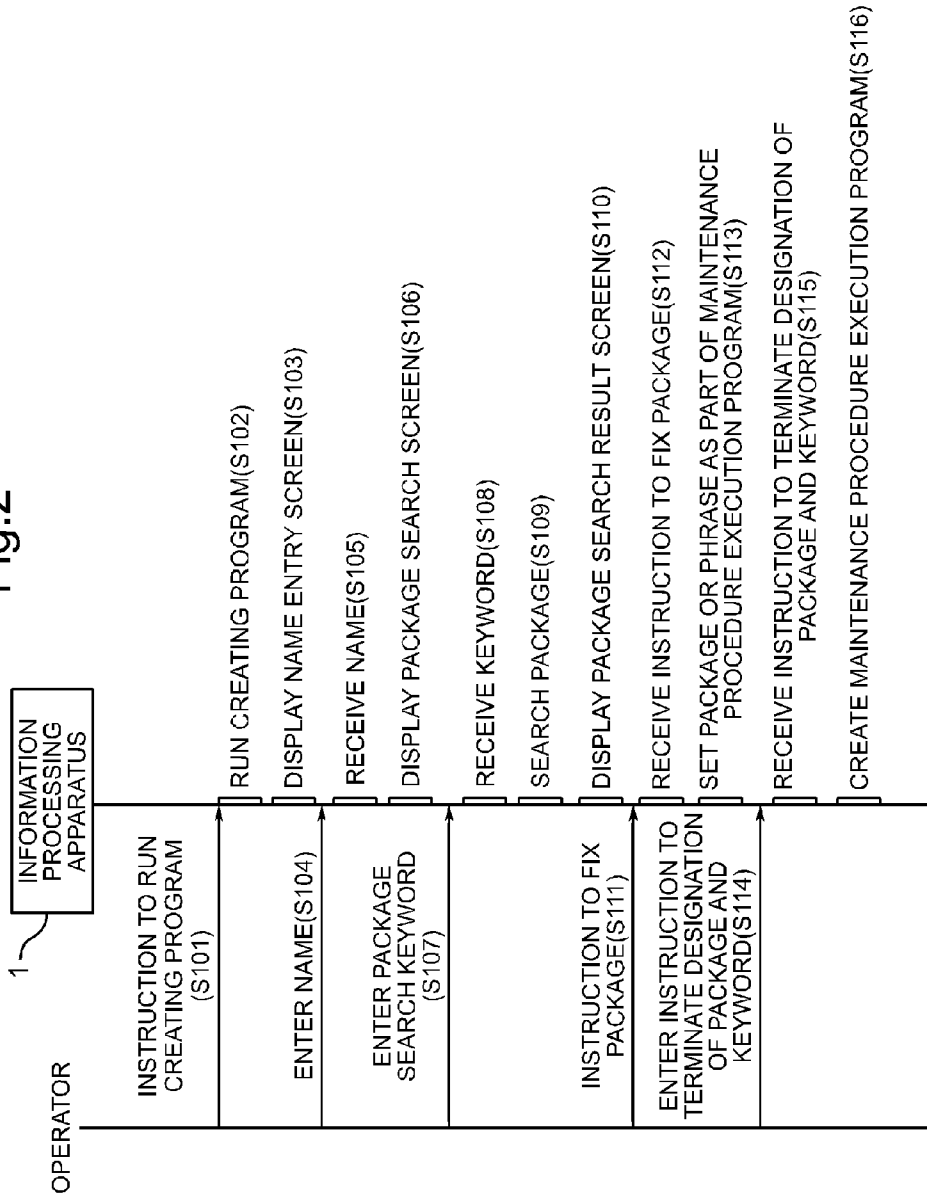 Fig.2
1
INFORMATION
PROCESSING
APPARATUS
OPERATOR
INSTRUCTION TO RUN
CREATING PROGRAM
(S101)
RUN CREATING PROGRAM(S102)
DISPLAY NAME ENTRY SCREEN(S103)
ENTER NAME(S104)
RECEIVE NAME(S105)
DISPLAY PACKAGE SEARCH SCREEN(S106)
ENTER PACKAGE
SEARCH KEYWORD
(S107)
RECEIVE KEYWORD(S108)
SEARCH PACKAGE(S109)
DISPLAY PACKAGE SEARCH RESULT SCREEN(S110)
INSTRUCTION TO FIX
PACKAGE(S111)
RECEIVE INSTRUCTION TO FIX PACKAGE(S112)
SET PACKAGE OR PHRASE AS PART OF MAINTENANCE
PROCEDURE EXECUTION PROGRAM(S113)
ENTER INSTRUCTION TO
TERMINATE DESIGNATION
OF PACKAGE AND
KEYWORD(S114)
RECEIVE INSTRUCTION TO TERMINATE DESIGNATION OF
PACKAGE AND KEYWORD(S115)
CREATE MAINTENANCE PROCEDURE EXECUTION PROGRAM(S116)